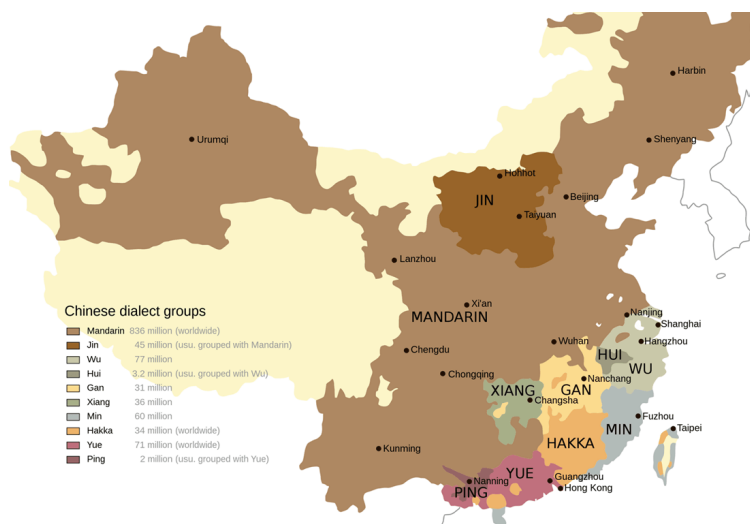 Harbin
Urumqi
Shenyang
Hohhot
JIN
Beijing
Taiyuan
Lanzhou
Xi'an
MANDARIN
Nanjing
Shanghai
Wuhan
Hangzhou
HUI
Chengdu
WU
Chongqing
Nanchang
XIANG
GAN
Changsha
Fuzhou
MIN
Taipei
HAKKA
Kunming
YUE
Guangzhou
Nanning
Hong Kong
PING
Chinese dialect groups
Mandarin 836 million (worldwide)
Jin 45 million (usu. grouped with Mandarin)
Wu 77 million
Hui 3.2 million (usu. grouped with Wu)
Gan 31 million
Xiang 36 million
Min 60 million
Hakka 34 million (worldwide)
Yue 71 million (worldwide)
Ping 2 million (usu. grouped with Yue)